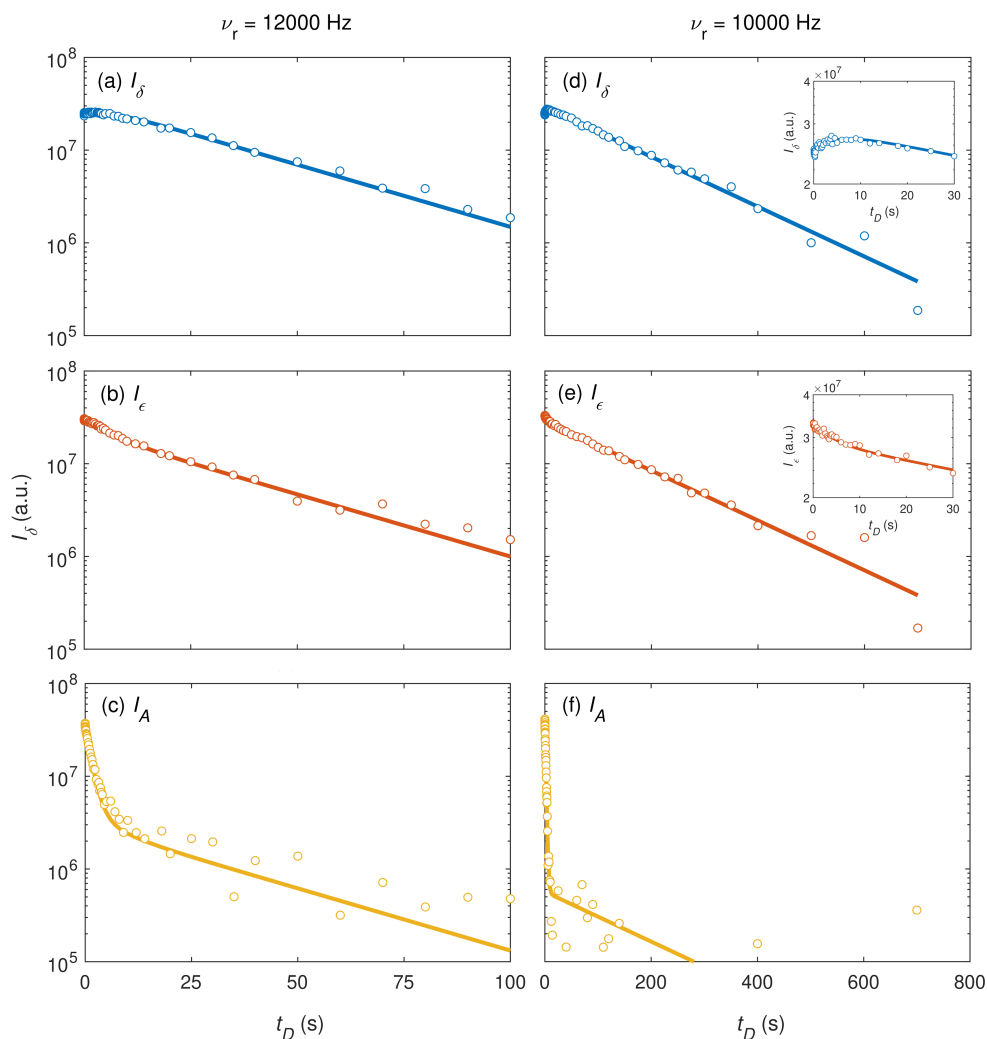 ν_r = 12000 Hz
ν_r = 10000 Hz
(a) I_δ
10^8
10^7
10^6
10^5
(d) I_δ
×10^7
4
3
2
I_δ (a.u.)
0 10 20 30
t_D (s)
(b) I_ϵ
10^8
10^7
10^6
10^5
I_δ (a.u.)
(e) I_ϵ
×10^7
4
3
2
I_ϵ (a.u.)
0 10 20 30
t_D (s)
(c) I_A
10^8
10^7
10^6
10^5
0 25 50 75 100
t_D (s)
(f) I_A
0 200 400 600 800
t_D (s)